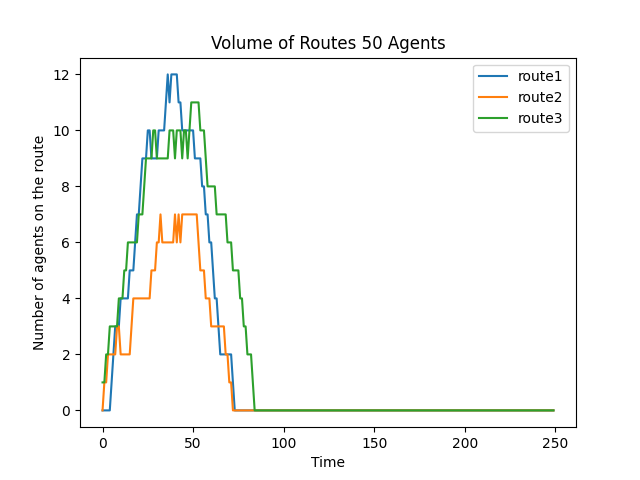 Volume of Routes 50 Agents
route1
route2
route3
Number of agents on the route
12
10
8
6
4
2
0
0 50 100 150 200 250
Time